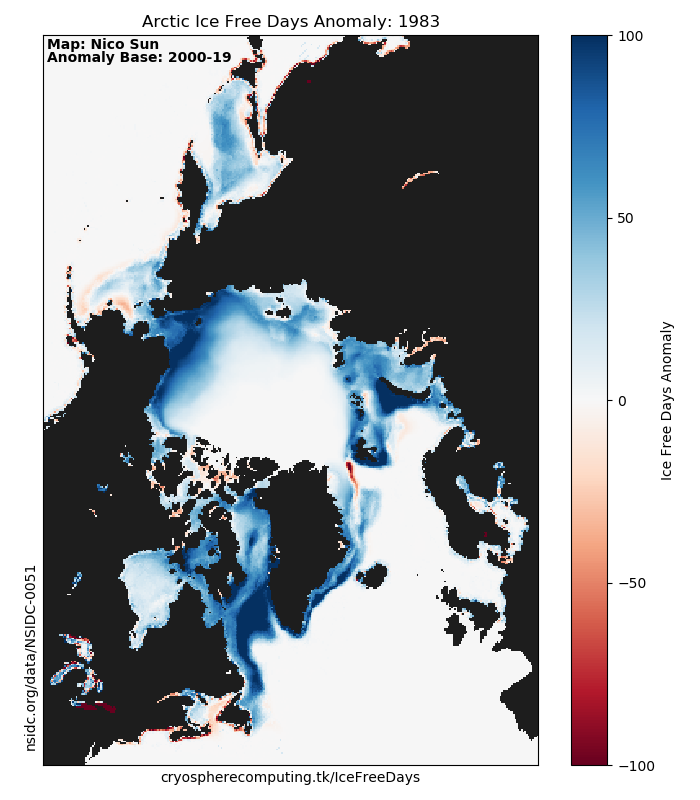 Arctic Ice Free Days Anomaly: 1983
Map: Nico Sun
Anomaly Base: 2000-19
100
50
0
−50
−100
Ice Free Days Anomaly
nsidc.org/data/NSIDC-0051
cryospherecomputing.tk/IceFreeDays